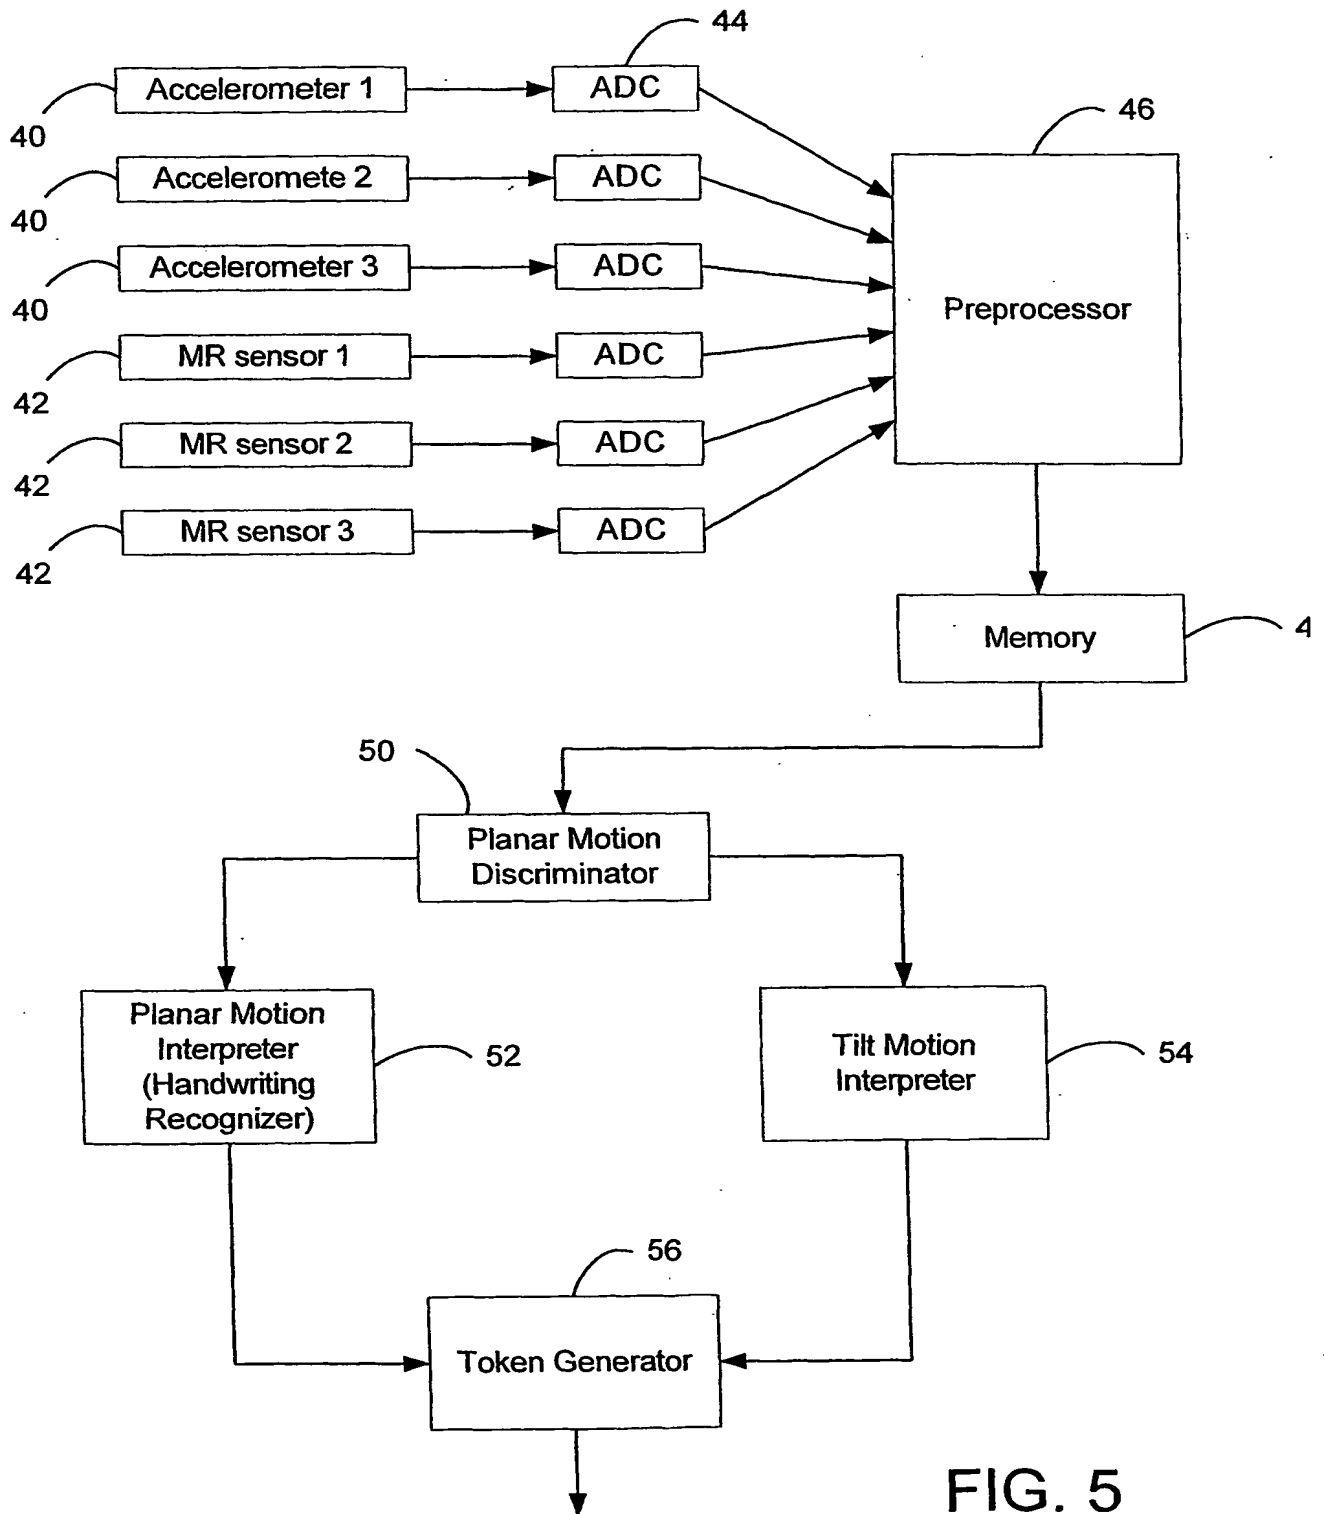 44
Accelerometer 1
ADC
40
46
Acceleromete 2
ADC
40
Accelerometer 3
ADC
40
Preprocessor
MR sensor 1
ADC
42
MR sensor 2
ADC
42
MR sensor 3
ADC
42
Memory
4
50
Planar Motion
Discriminator
Planar Motion
Interpreter
(Handwriting
Recognizer)
52
Tilt Motion
Interpreter
54
56
Token Generator
FIG. 5